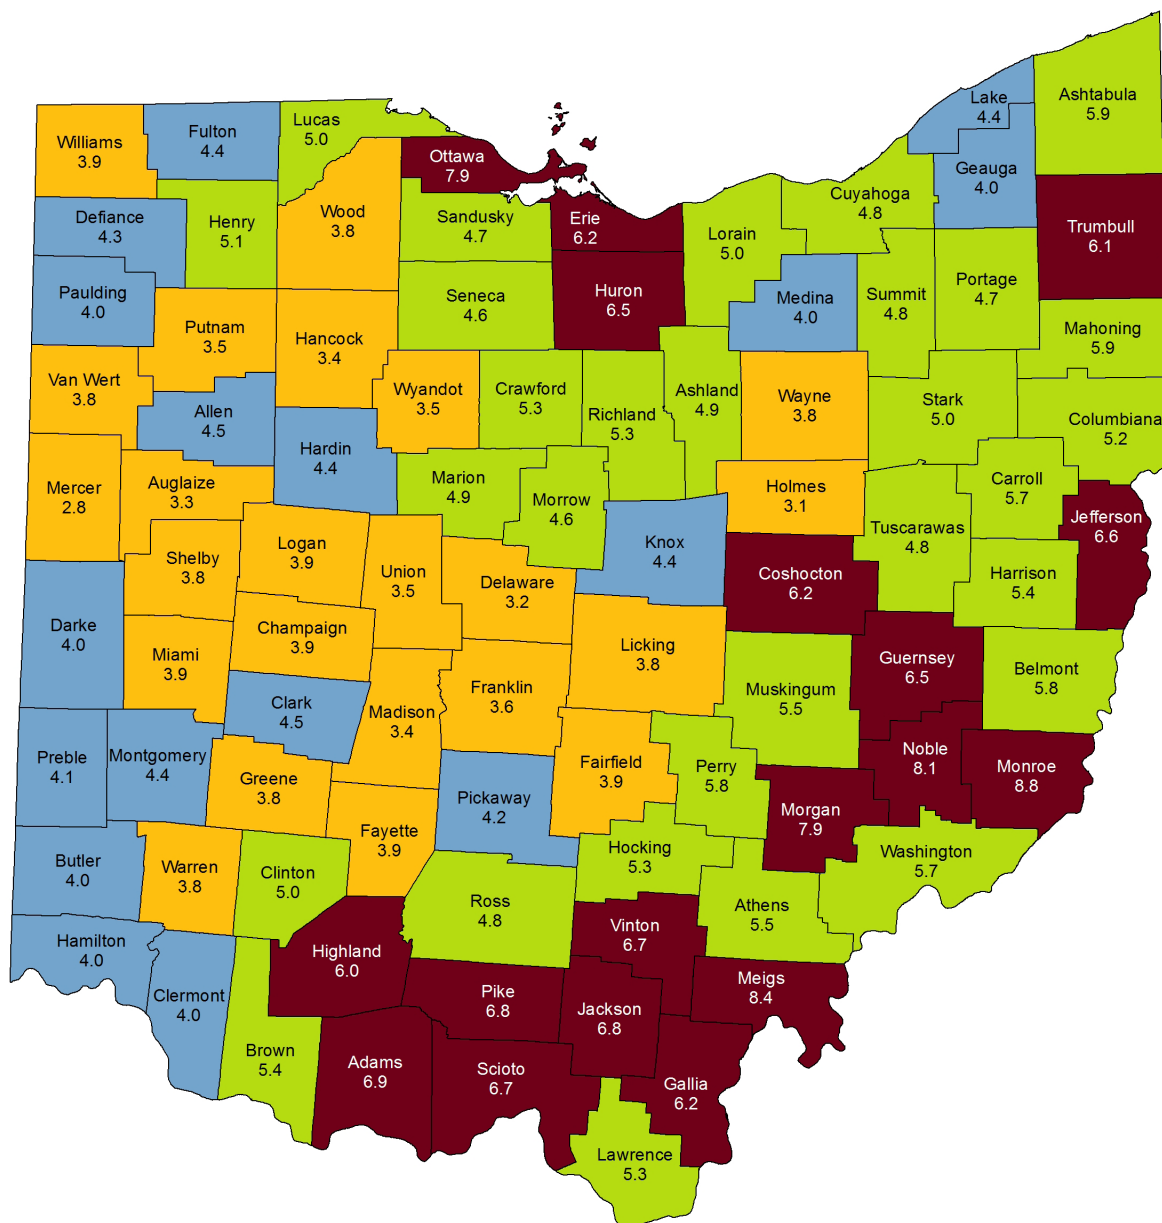 Lake
4.4
Ashtabula
5.9
Lucas
5.0
Fulton
4.4
Williams
3.9
Ottawa
7.9
Geauga
4.0
Cuyahoga
4.8
Wood
3.8
Defiance
4.3
Henry
5.1
Sandusky
4.7
Erie
6.2
Lorain
5.0
Trumbull
6.1
Paulding
4.0
Seneca
4.6
Huron
6.5
Medina
4.0
Summit
4.8
Portage
4.7
Putnam
3.5
Hancock
3.4
Mahoning
5.9
Van Wert
3.8
Allen
4.5
Wyandot
3.5
Crawford
5.3
Richland
5.3
Ashland
4.9
Wayne
3.8
Stark
5.0
Columbiana
5.2
Hardin
4.4
Mercer
2.8
Auglaize
3.3
Marion
4.9
Morrow
4.6
Holmes
3.1
Carroll
5.7
Tuscarawas
4.8
Jefferson
6.6
Shelby
3.8
Logan
3.9
Union
3.5
Delaware
3.2
Knox
4.4
Coshocton
6.2
Harrison
5.4
Darke
4.0
Miami
3.9
Champaign
3.9
Licking
3.8
Guernsey
6.5
Belmont
5.8
Clark
4.5
Madison
3.4
Franklin
3.6
Muskingum
5.5
Preble
4.1
Montgomery
4.4
Greene
3.8
Fairfield
3.9
Perry
5.8
Noble
8.1
Monroe
8.8
Pickaway
4.2
Morgan
7.9
Fayette
3.9
Butler
4.0
Warren
3.8
Clinton
5.0
Hocking
5.3
Washington
5.7
Ross
4.8
Athens
5.5
Hamilton
4.0
Highland
6.0
Vinton
6.7
Clermont
4.0
Pike
6.8
Jackson
6.8
Meigs
8.4
Brown
5.4
Adams
6.9
Scioto
6.7
Gallia
6.2
Lawrence
5.3